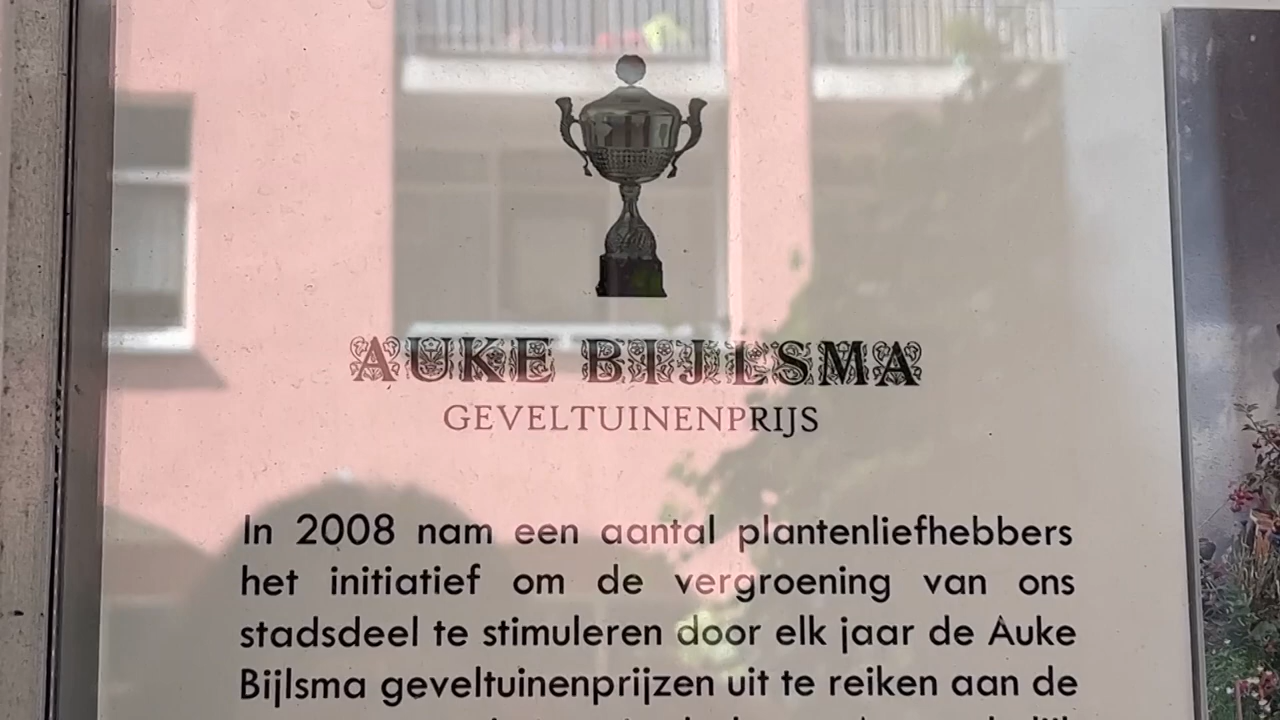 AUKE BIJLSMA
GEVELTUINENPRIJS
In 2008 nam een aantal plantenliefhebbers
het initiatief om de vergroening van ons
stadsdeel te stimuleren door elk jaar de Auke
Bijlsma geveltuinenprijzen uit te reiken aan de